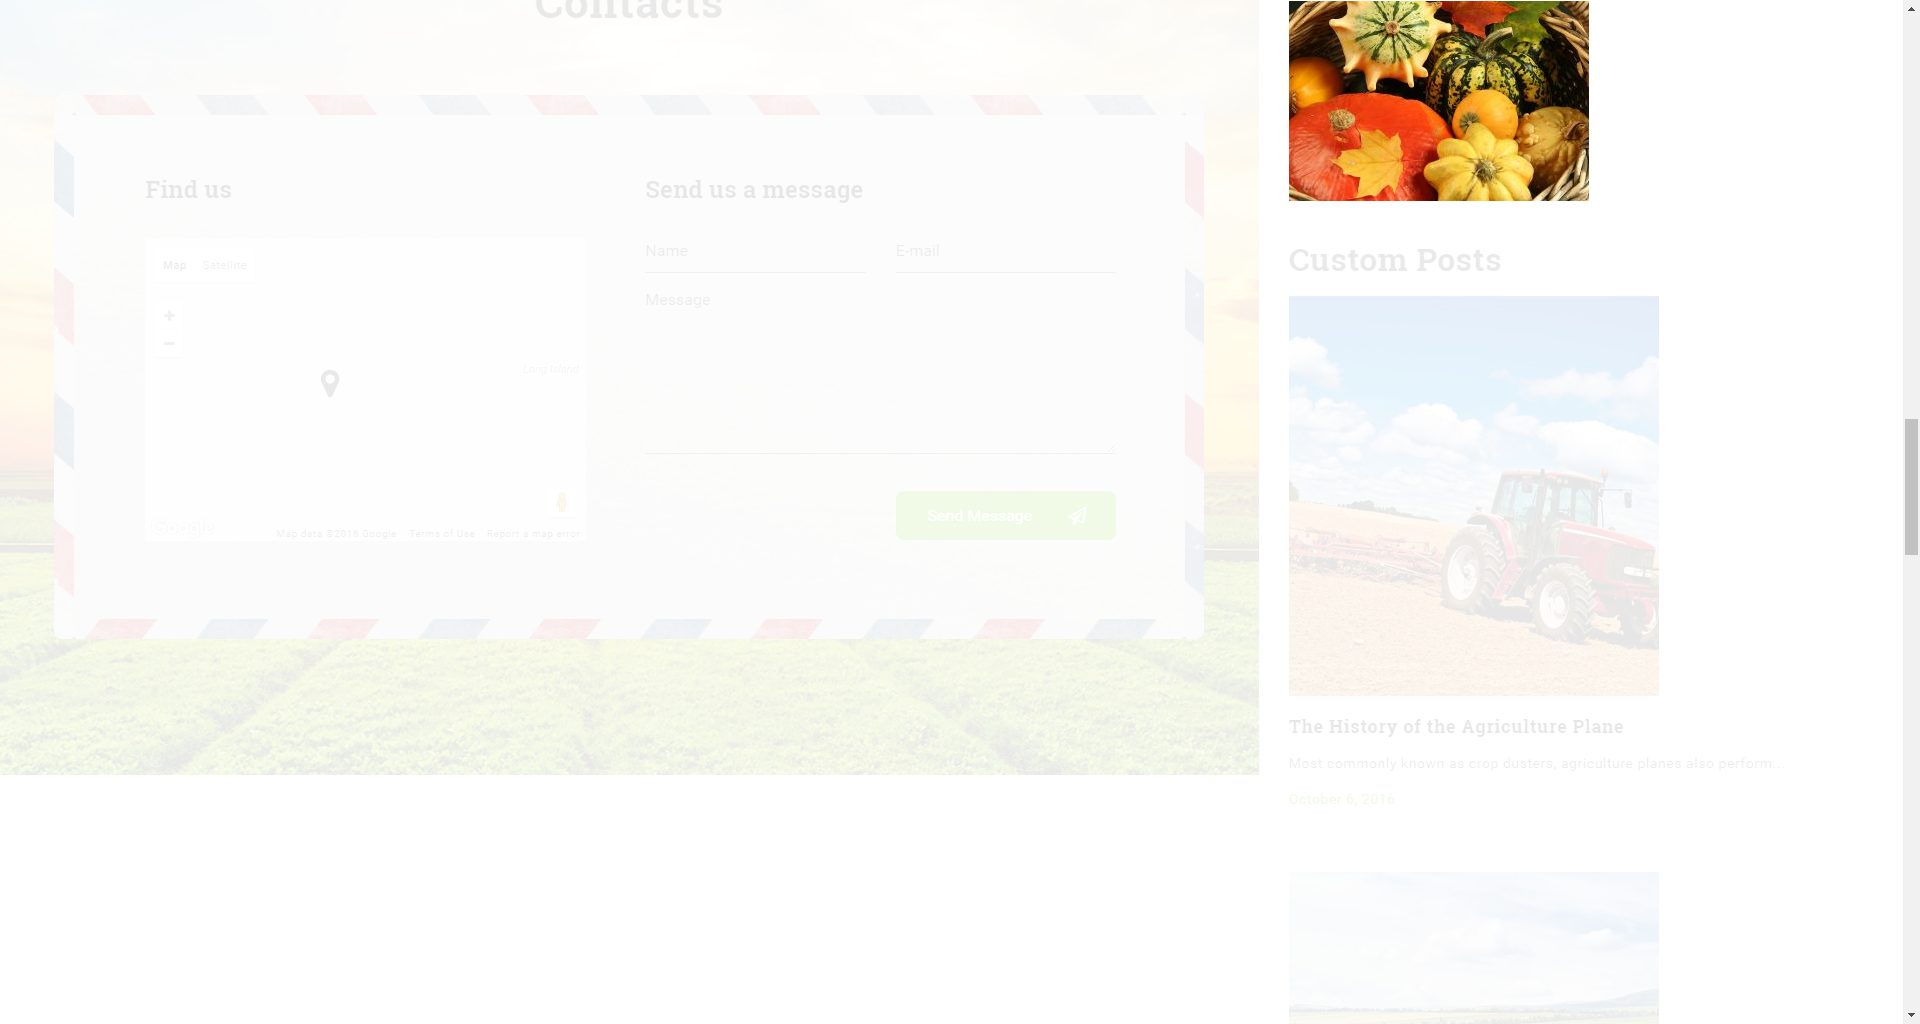 Contacts
Find us
Map Satellite
+
−
Long Island
Google
Map data ©2016 Google Terms of Use Report a map error
Send us a message
Name E-mail
Message
Send Message
Custom Posts
The History of the Agriculture Plane
Most commonly known as crop dusters, agriculture planes also perform...
October 6, 2016